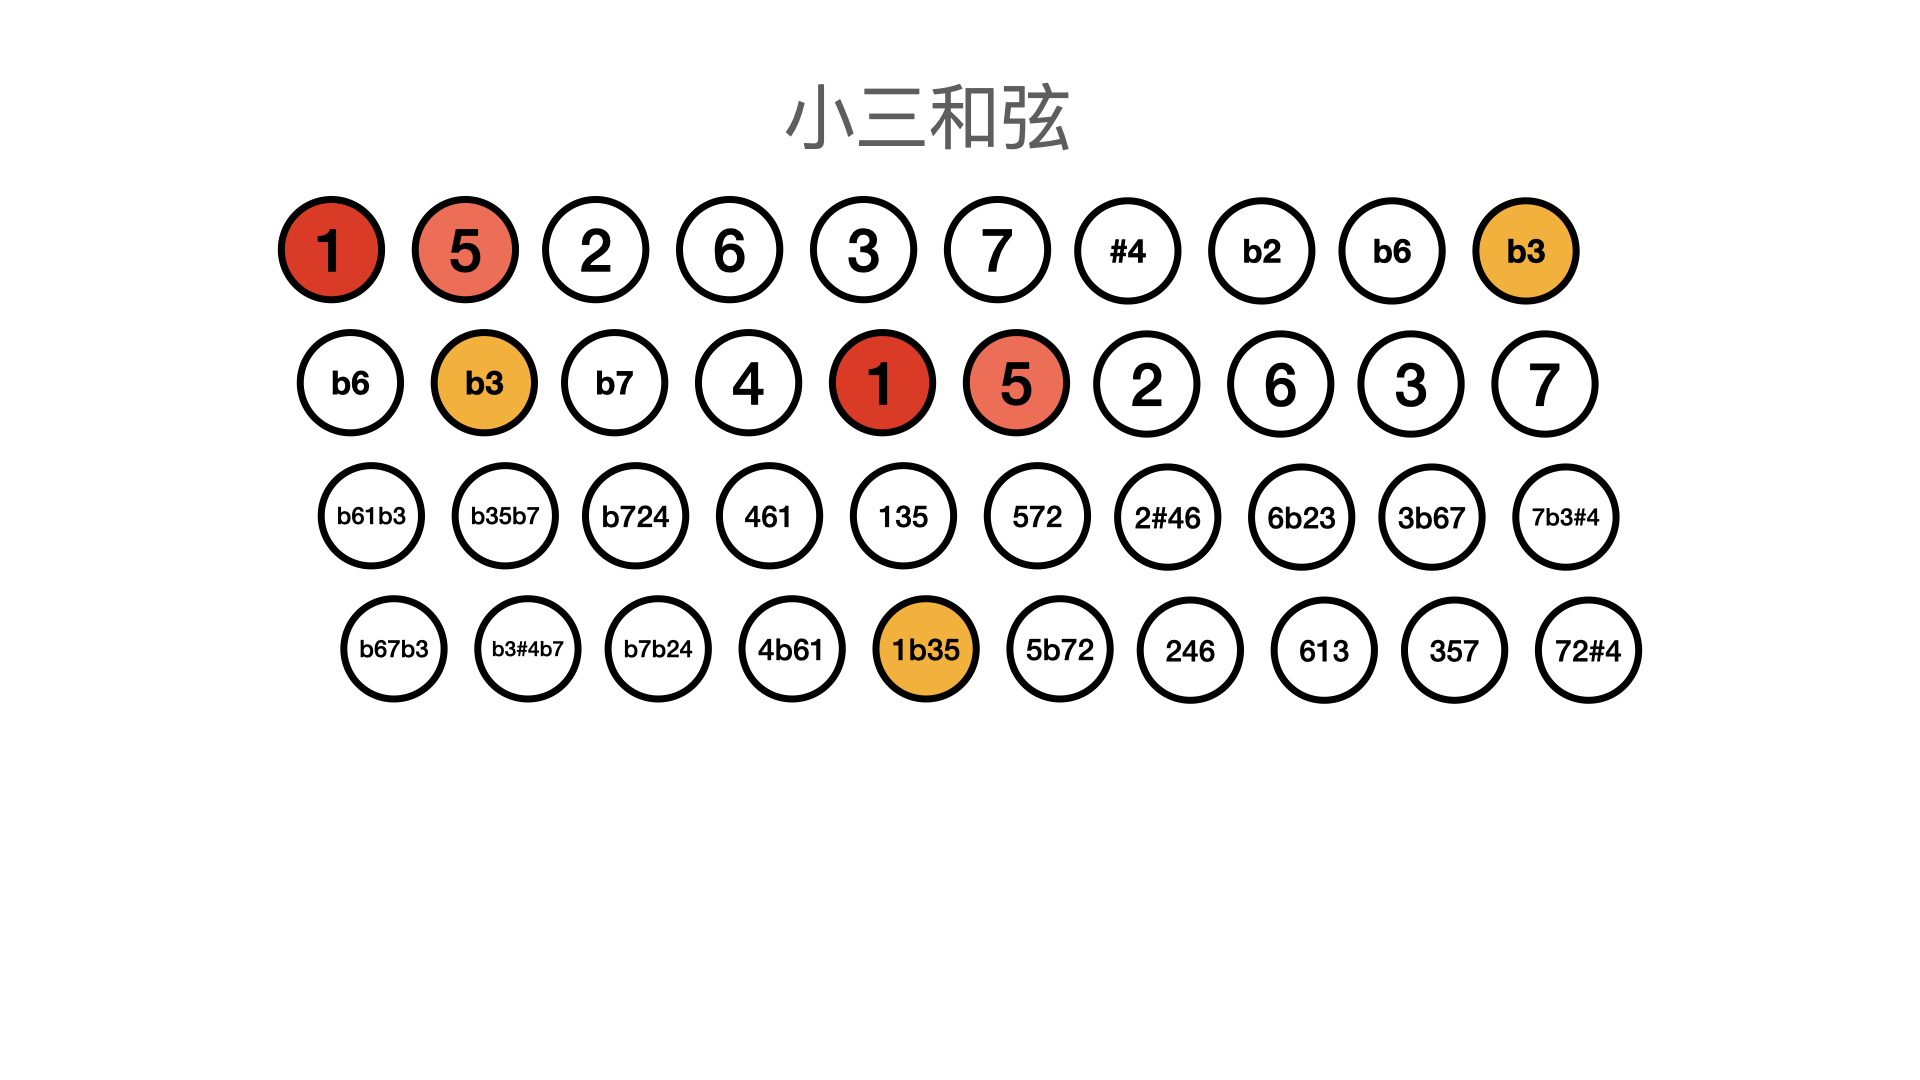 小三和弦
1 5 2 6 3 7 #4 b2 b6 b3
b6 b3 b7 4 1 5 2 6 3 7
b61b3 b35b7 b724 461 135 572 2#46 6b23 3b67 7b3#4
b67b3 b3#4b7 b7b24 4b61 1b35 5b72 246 613 357 72#4